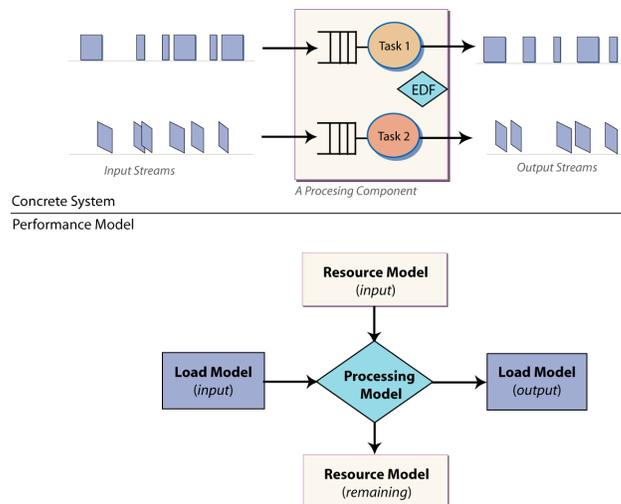 Task 1
EDF
Task 2
Input Streams
Output Streams
A Procesing Component
Concrete System
Performance Model
Resource Model
(input)
Load Model
(input)
Processing
Model
Load Model
(output)
Resource Model
(remaining)